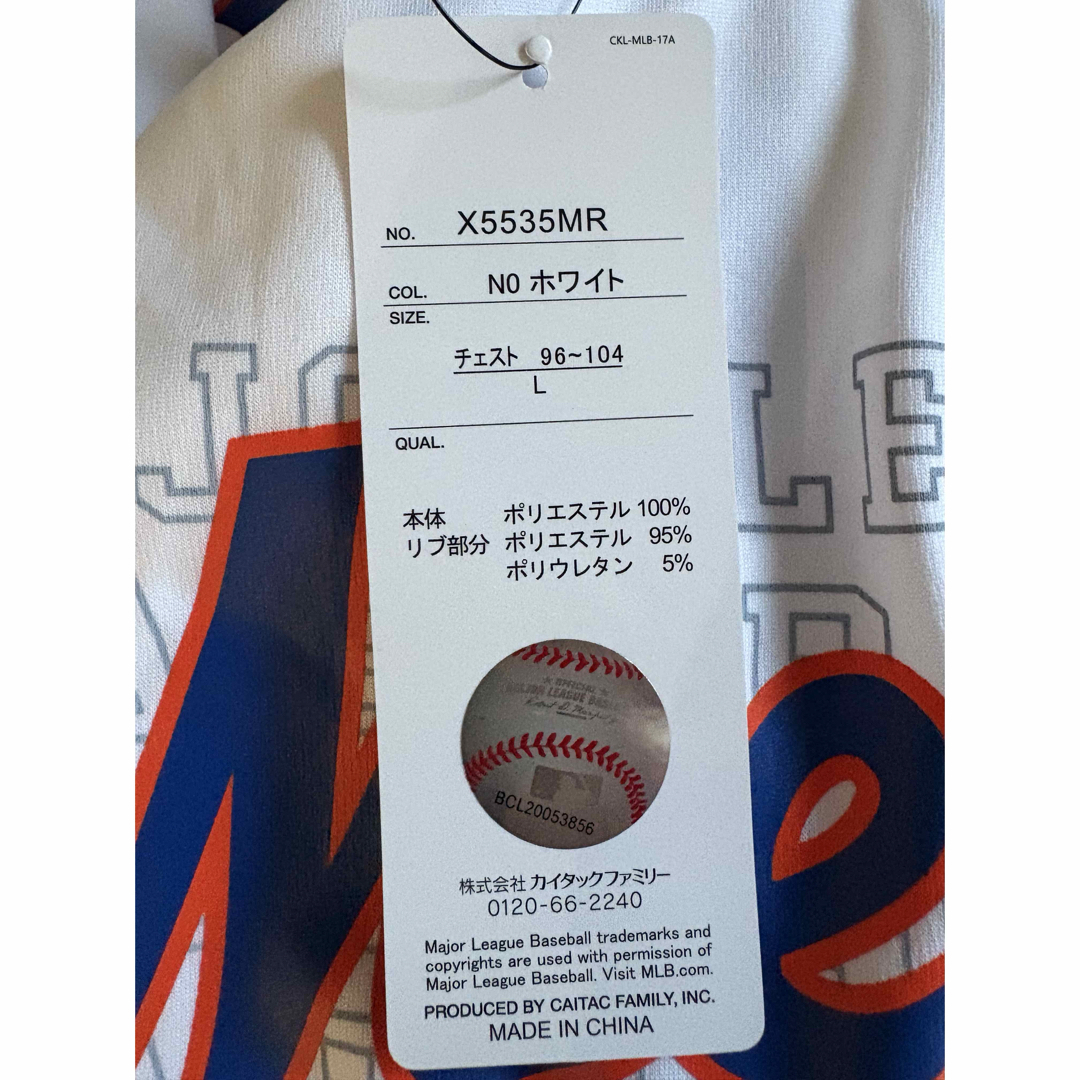 CKL-MLB-17A
NO. X5535MR
COL. N0 ホワイト
SIZE.
チェスト 96~104
L
QUAL.
本体 ポリエステル 100%
リブ部分 ポリエステル 95%
ポリウレタン 5%
MAJOR LEAGUE
BCL20053856
株式会社 カイタックファミリー
0120-66-2240
Major League Baseball trademarks and
copyrights are used with permission of
Major League Baseball. Visit MLB.com.
PRODUCED BY CAITAC FAMILY, INC.
MADE IN CHINA
Me